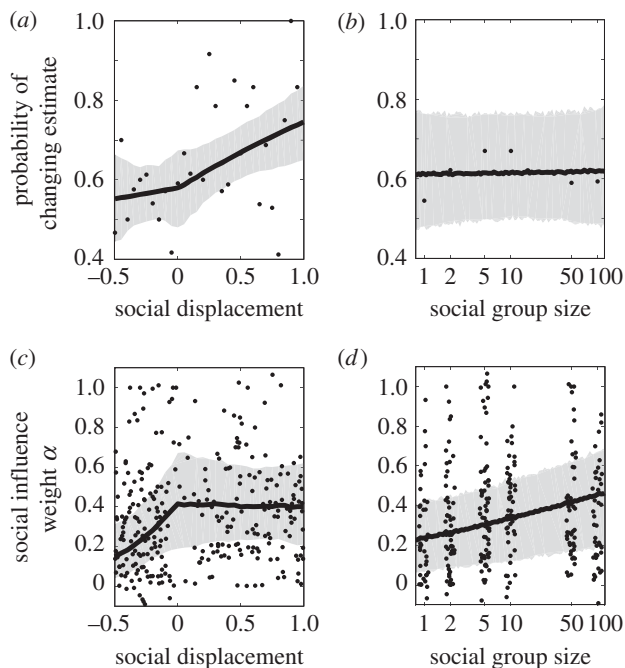 (a) (b)
1.0 1.0
0.8 0.8
0.6 0.6
0.4 0.4
probability of
changing estimate
–0.5 0 0.5 1.0 1 2 5 10 50 100
social displacement social group size
(c) (d)
1.0 1.0
0.8 0.8
0.6 0.6
0.4 0.4
0.2 0.2
0 0
social influence
weight α
–0.5 0 0.5 1.0 1 2 5 10 50 100
social displacement social group size